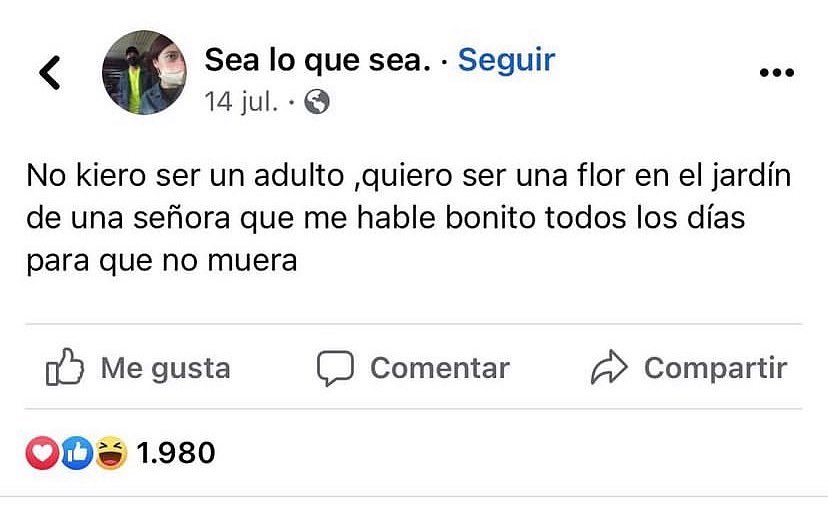 Sea lo que sea. · Seguir
14 jul. ·
No kiero ser un adulto ,quiero ser una flor en el jardín
de una señora que me hable bonito todos los días
para que no muera
Me gusta Comentar Compartir
1.980